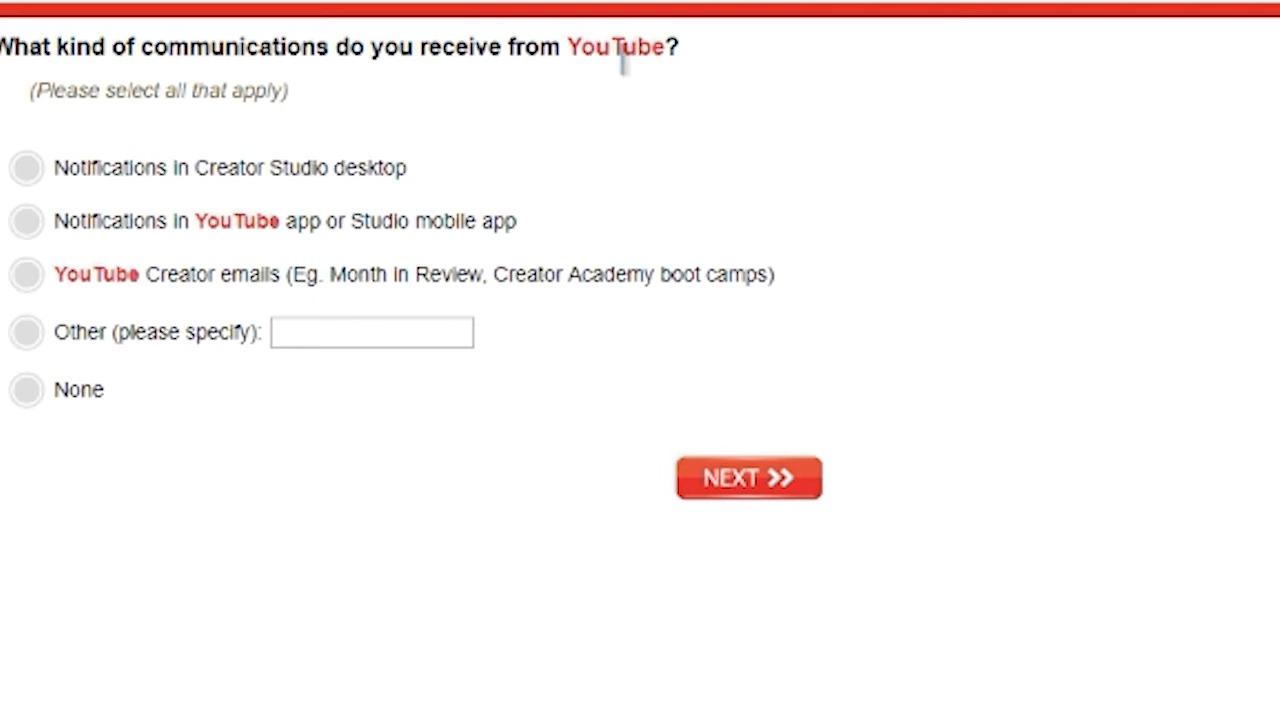 What kind of communications do you receive from YouTube?
(Please select all that apply)
Notifications in Creator Studio desktop
Notifications in YouTube app or Studio mobile app
YouTube Creator emails (Eg. Month in Review, Creator Academy boot camps)
Other (please specify):
None
NEXT